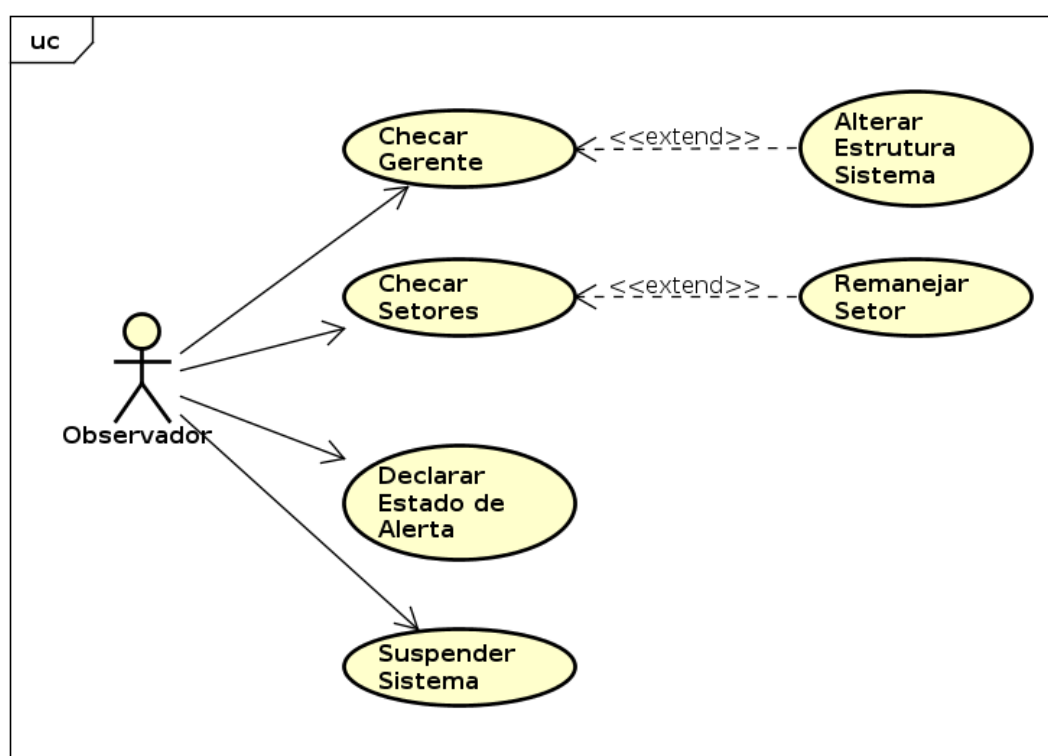 uc
Checar
Gerente
<<extend>>
Alterar
Estrutura
Sistema
Checar
Setores
<<extend>>
Remanejar
Setor
Observador
Declarar
Estado de
Alerta
Suspender
Sistema